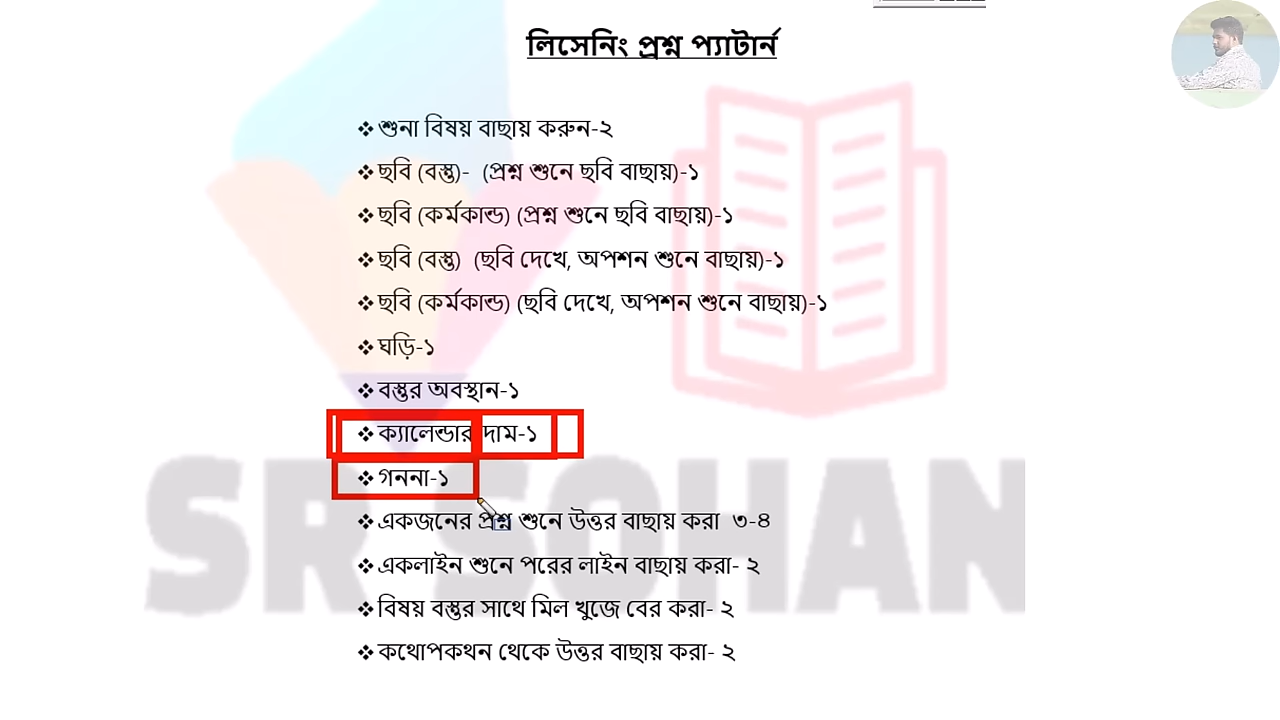 লিসেনিং প্রশ্ন প্যাটার্ন
❖ শুনা বিষয় বাছায় করুন-২
❖ ছবি (বস্তু)- (প্রশ্ন শুনে ছবি বাছায়)-১
❖ ছবি (কর্মকান্ড) (প্রশ্ন শুনে ছবি বাছায়)-১
❖ ছবি (বস্তু) (ছবি দেখে, অপশন শুনে বাছায়)-১
❖ ছবি (কর্মকান্ড) (ছবি দেখে, অপশন শুনে বাছায়)-১
❖ ঘড়ি-১
❖ বস্তুর অবস্থান-১
❖ ক্যালেন্ডার দাম-১
❖ গননা-১
❖ একজনের প্রশ্ন শুনে উত্তর বাছায় করা ৩-৪
❖ একলাইন শুনে পরের লাইন বাছায় করা- ২
❖ বিষয় বস্তুর সাথে মিল খুজে বের করা- ২
❖ কথোপকথন থেকে উত্তর বাছায় করা- ২
SR SOHAN